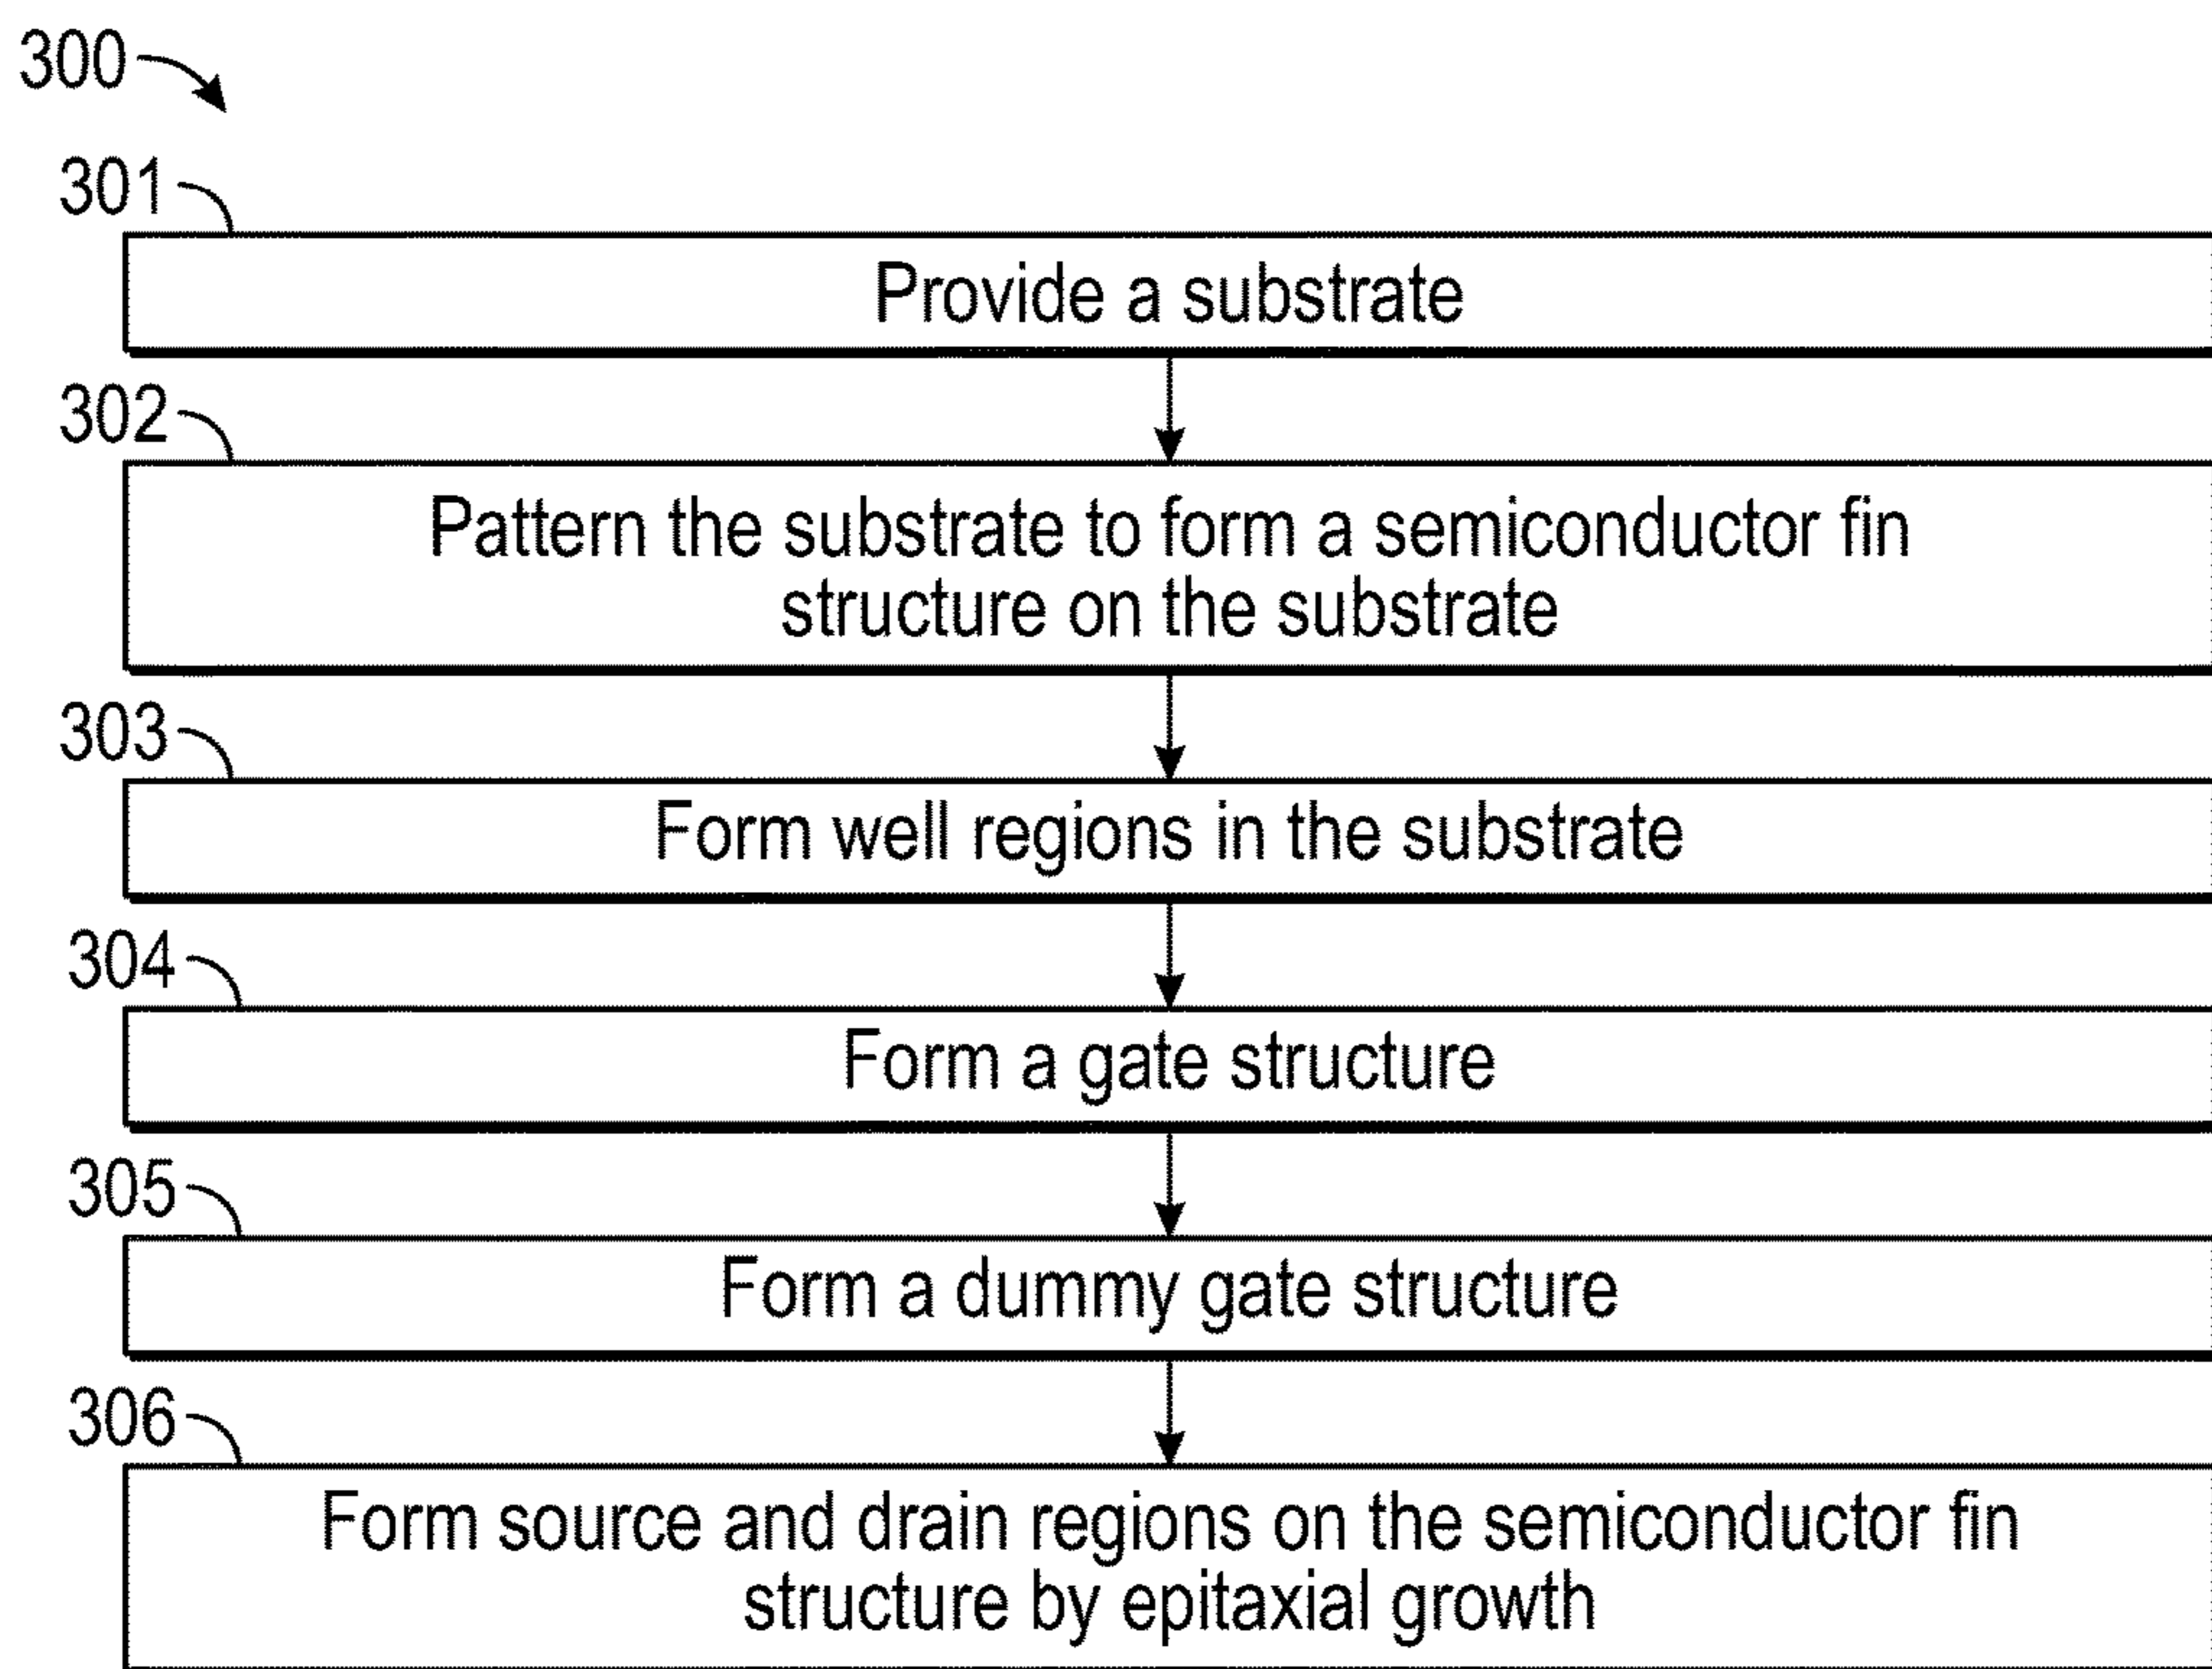 300
301
Provide a substrate
302
Pattern the substrate to form a semiconductor fin
structure on the substrate
303
Form well regions in the substrate
304
Form a gate structure
305
Form a dummy gate structure
306
Form source and drain regions on the semiconductor fin
structure by epitaxial growth